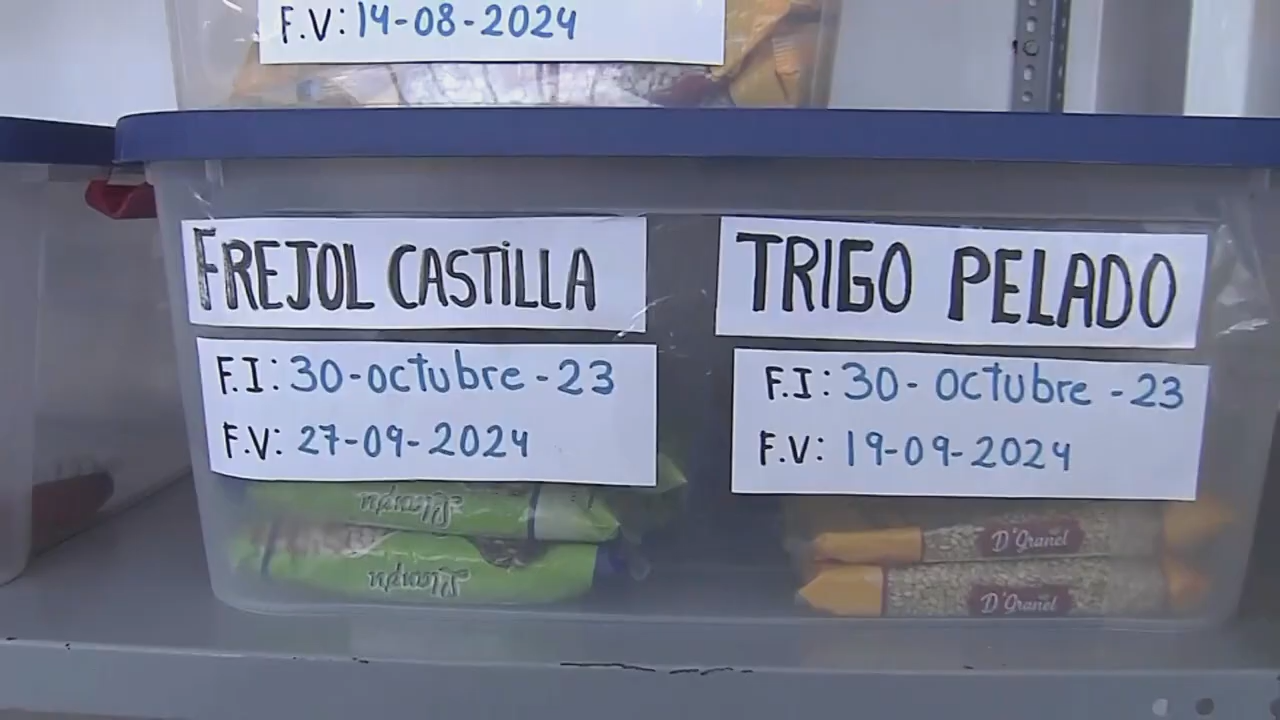 F.V: 14-08-2024
FREJOL CASTILLA
F.I: 30-octubre-23
F.V: 27-09-2024
TRIGO PELADO
F.I: 30-octubre-23
F.V: 19-09-2024
D'Granel
D'Granel